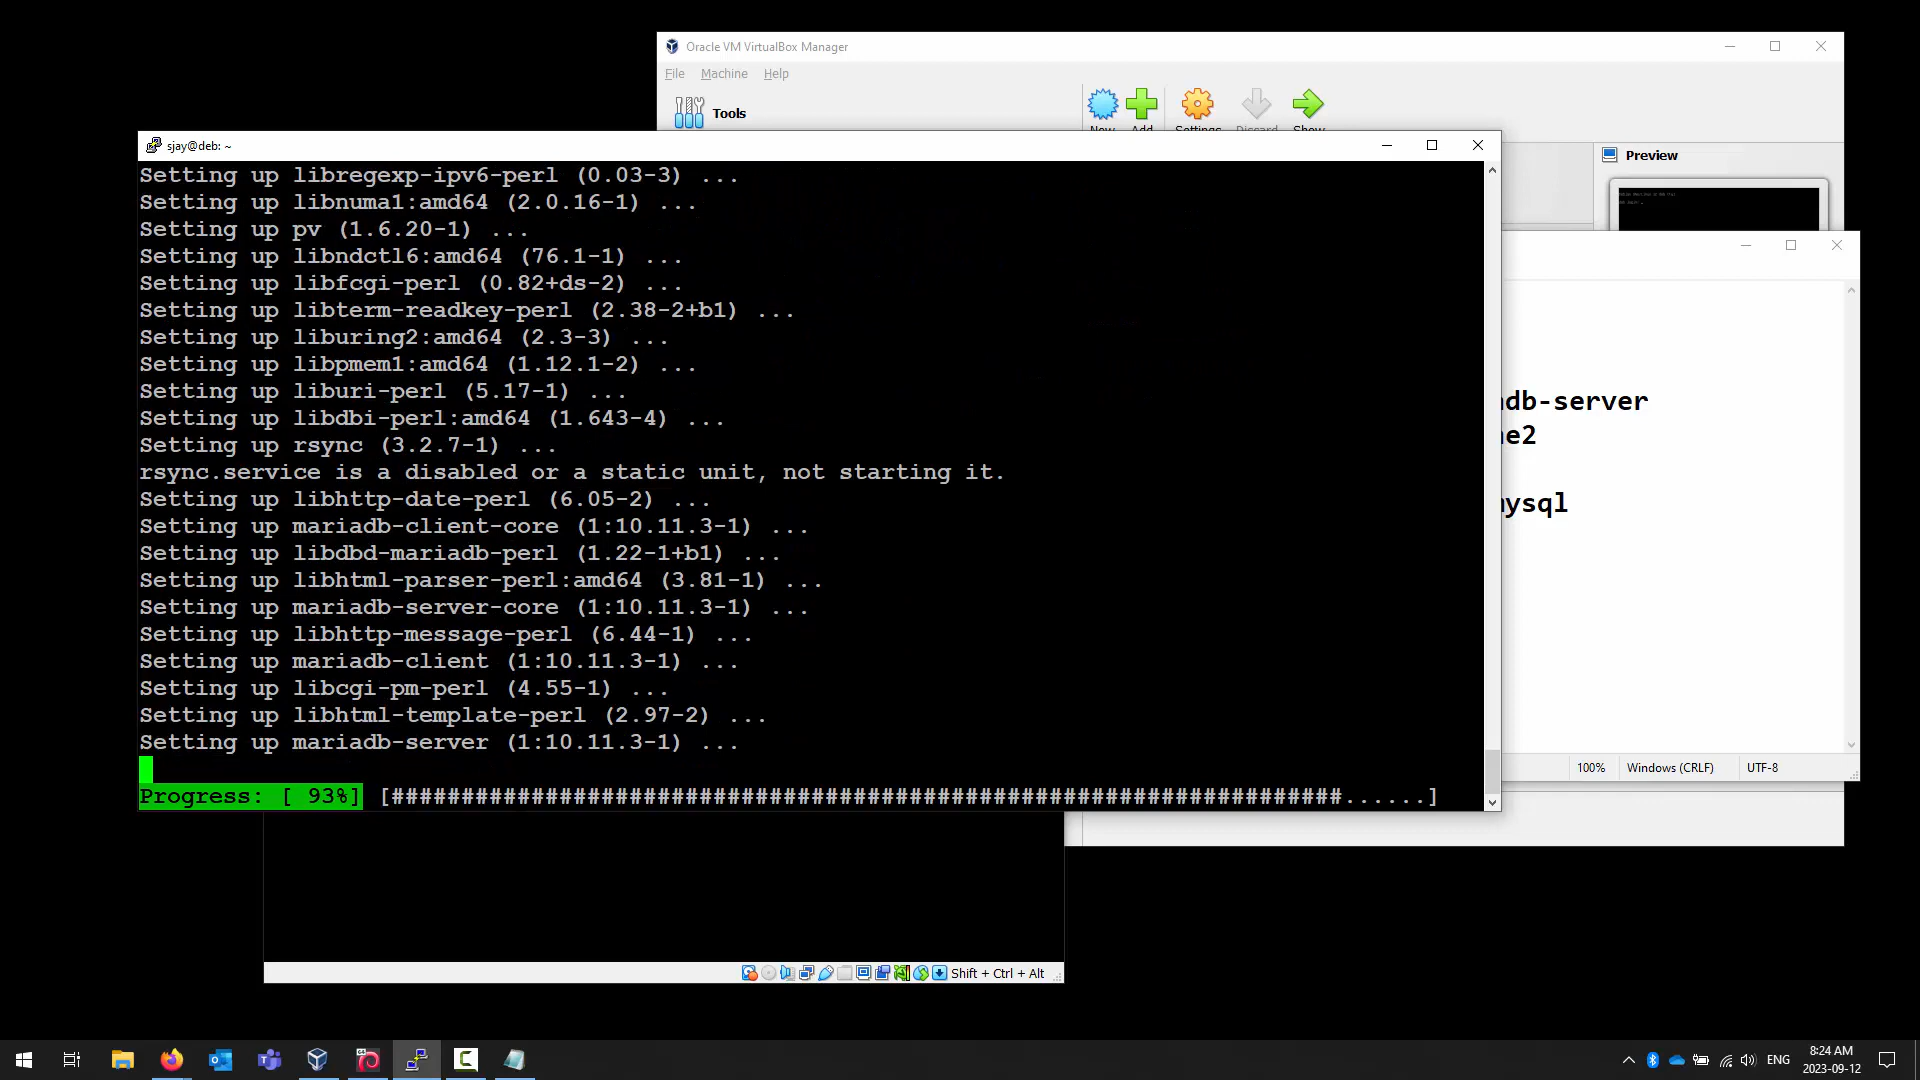 Oracle VM VirtualBox Manager
File Machine Help
Tools
New Add Settings Discard Show
Preview
sjay@deb: ~
Setting up libregexp-ipv6-perl (0.03-3) ...
Setting up libnuma1:amd64 (2.0.16-1) ...
Setting up pv (1.6.20-1) ...
Setting up libndctl6:amd64 (76.1-1) ...
Setting up libfcgi-perl (0.82+ds-2) ...
Setting up libterm-readkey-perl (2.38-2+b1) ...
Setting up liburing2:amd64 (2.3-3) ...
Setting up libpmem1:amd64 (1.12.1-2) ...
Setting up liburi-perl (5.17-1) ...
Setting up libdbi-perl:amd64 (1.643-4) ...
Setting up rsync (3.2.7-1) ...
rsync.service is a disabled or a static unit, not starting it.
Setting up libhttp-date-perl (6.05-2) ...
Setting up mariadb-client-core (1:10.11.3-1) ...
Setting up libdbd-mariadb-perl (1.22-1+b1) ...
Setting up libhtml-parser-perl:amd64 (3.81-1) ...
Setting up mariadb-server-core (1:10.11.3-1) ...
Setting up libhttp-message-perl (6.44-1) ...
Setting up mariadb-client (1:10.11.3-1) ...
Setting up libcgi-pm-perl (4.55-1) ...
Setting up libhtml-template-perl (2.97-2) ...
Setting up mariadb-server (1:10.11.3-1) ...
Progress: [ 93%] [####################################################################......]
db-server
e2
ysql
100% Windows (CRLF) UTF-8
Shift + Ctrl + Alt
ENG
8:24 AM
2023-09-12